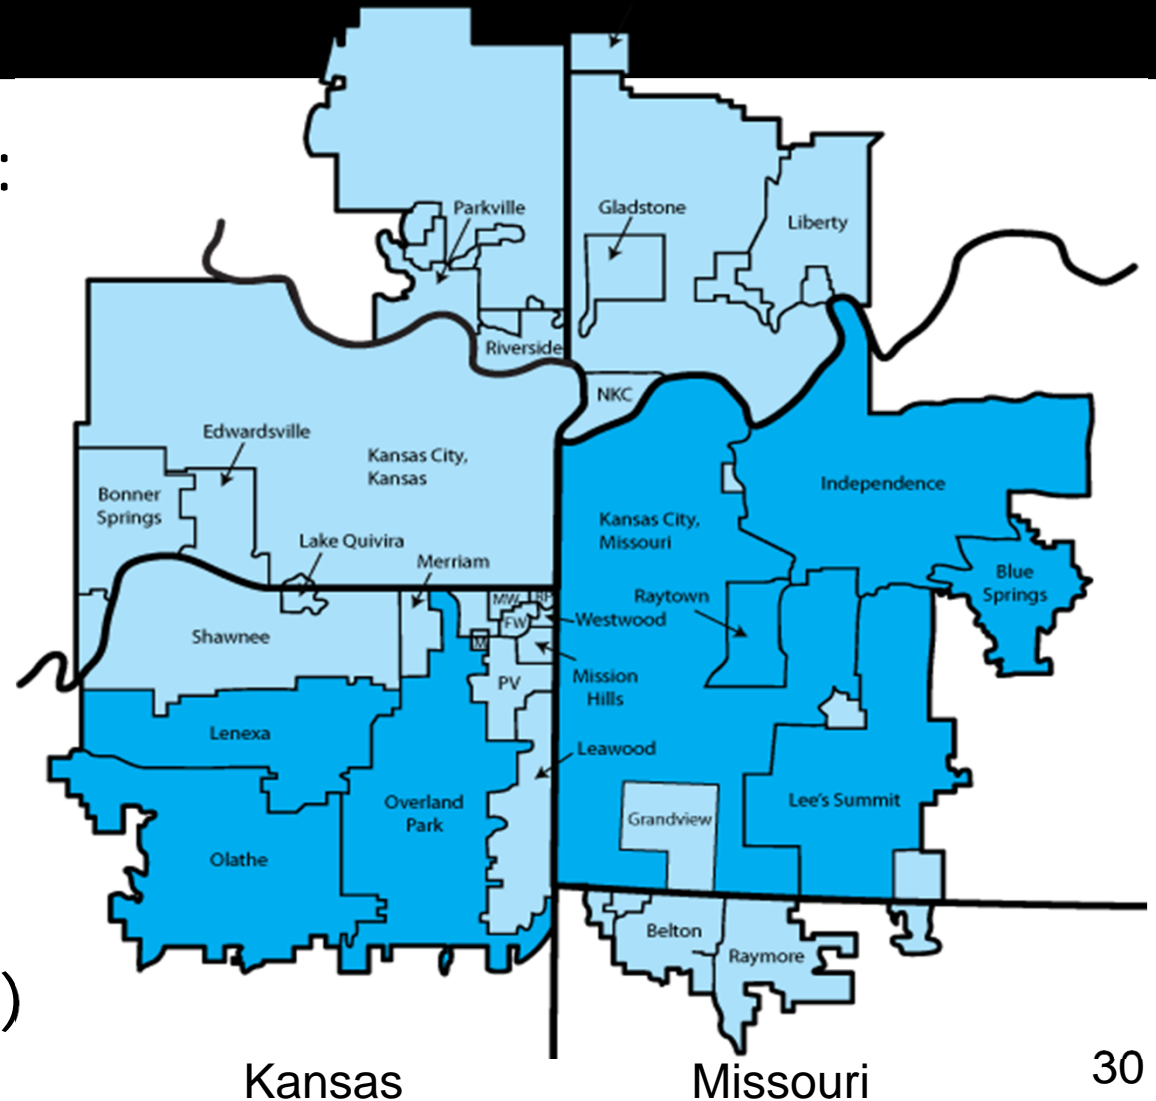 :
Parkville
Gladstone
Liberty
Riverside
NKC
Edwardsville
Kansas City,
Kansas
Bonner
Springs
Independence
Kansas City,
Missouri
Lake Quivira
Merriam
Blue
Springs
Raytown
MW
BP
Westwood
FW
Shawnee
M
Mission
Hills
PV
Lenexa
Leawood
Overland
Park
Lee's Summit
Grandview
Olathe
Belton
Raymore
)
Kansas
Missouri
30